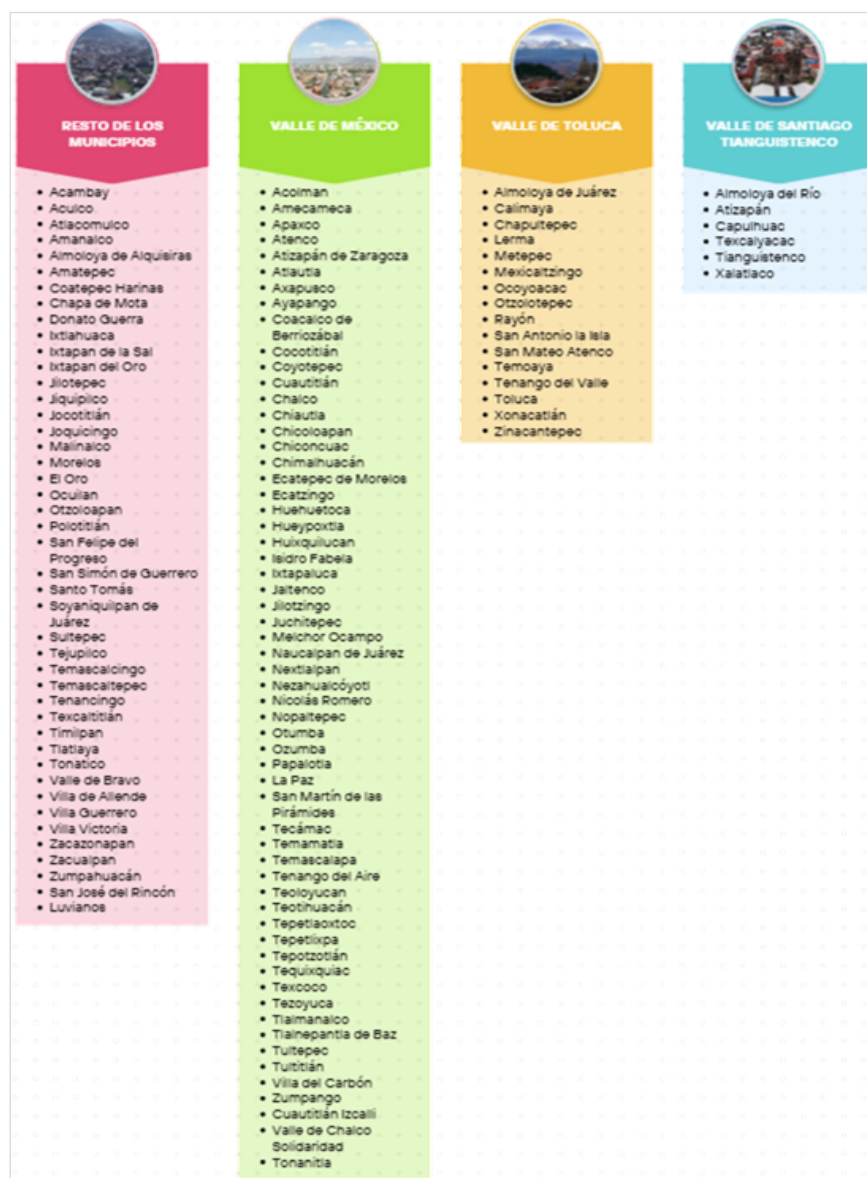 RESTO DE LOS
MUNICIPIOS
• Acambay
• Aculco
• Atlacomulco
• Amanalco
• Almoloya de Alquisiras
• Amatepec
• Coatepec Harinas
• Chapa de Mota
• Donato Guerra
• Ixtlahuaca
• Ixtapan de la Sal
• Ixtapan del Oro
• Jilotepec
• Jiquipilco
• Jocotitlán
• Joquicingo
• Malinalco
• Morelos
• El Oro
• Ocuilan
• Otzoloapan
• Polotitlán
• San Felipe del
Progreso
• San Simón de Guerrero
• Santo Tomás
• Soyaniquilpan de
Juárez
• Sultepec
• Tejupilco
• Temascalcingo
• Temascaltepec
• Tenancingo
• Texcaltitlán
• Timilpan
• Tlatlaya
• Tonatico
• Valle de Bravo
• Villa de Allende
• Villa Guerrero
• Villa Victoria
• Zacazonapan
• Zacualpan
• Zumpahuacán
• San José del Rincón
• Luvianos
VALLE DE MÉXICO
• Acolman
• Amecameca
• Apaxco
• Atenco
• Atizapán de Zaragoza
• Atlautla
• Axapusco
• Ayapango
• Coacalco de
Berriozábal
• Cocotitlán
• Coyotepec
• Cuautitlán
• Chalco
• Chiautla
• Chicoloapan
• Chiconcuac
• Chimalhuacán
• Ecatepec de Morelos
• Ecatzingo
• Huehuetoca
• Hueypoxtla
• Huixquilucan
• Isidro Fabela
• Ixtapaluca
• Jaltenco
• Jilotzingo
• Juchitepec
• Melchor Ocampo
• Naucalpan de Juárez
• Nextlalpan
• Nezahualcóyotl
• Nicolás Romero
• Nopaltepec
• Otumba
• Ozumba
• Papalotla
• La Paz
• San Martín de las
Pirámides
• Tecámac
• Temamatla
• Temascalapa
• Tenango del Aire
• Teoloyucan
• Teotihuacán
• Tepetlaoxtoc
• Tepetlixpa
• Tepotzotlán
• Tequixquiac
• Texcoco
• Tezoyuca
• Tlalmanalco
• Tlalnepantla de Baz
• Tultepec
• Tultitlán
• Villa del Carbón
• Zumpango
• Cuautitlán Izcalli
• Valle de Chalco
Solidaridad
• Tonanitla
VALLE DE TOLUCA
• Almoloya de Juárez
• Calimaya
• Chapultepec
• Lerma
• Metepec
• Mexicaltzingo
• Ocoyoacac
• Otzolotepec
• Rayón
• San Antonio la Isla
• San Mateo Atenco
• Temoaya
• Tenango del Valle
• Toluca
• Xonacatlán
• Zinacantepec
VALLE DE SANTIAGO
TIANGUISTENCO
• Almoloya del Río
• Atizapán
• Capulhuac
• Texcalyacac
• Tianguistenco
• Xalatlaco